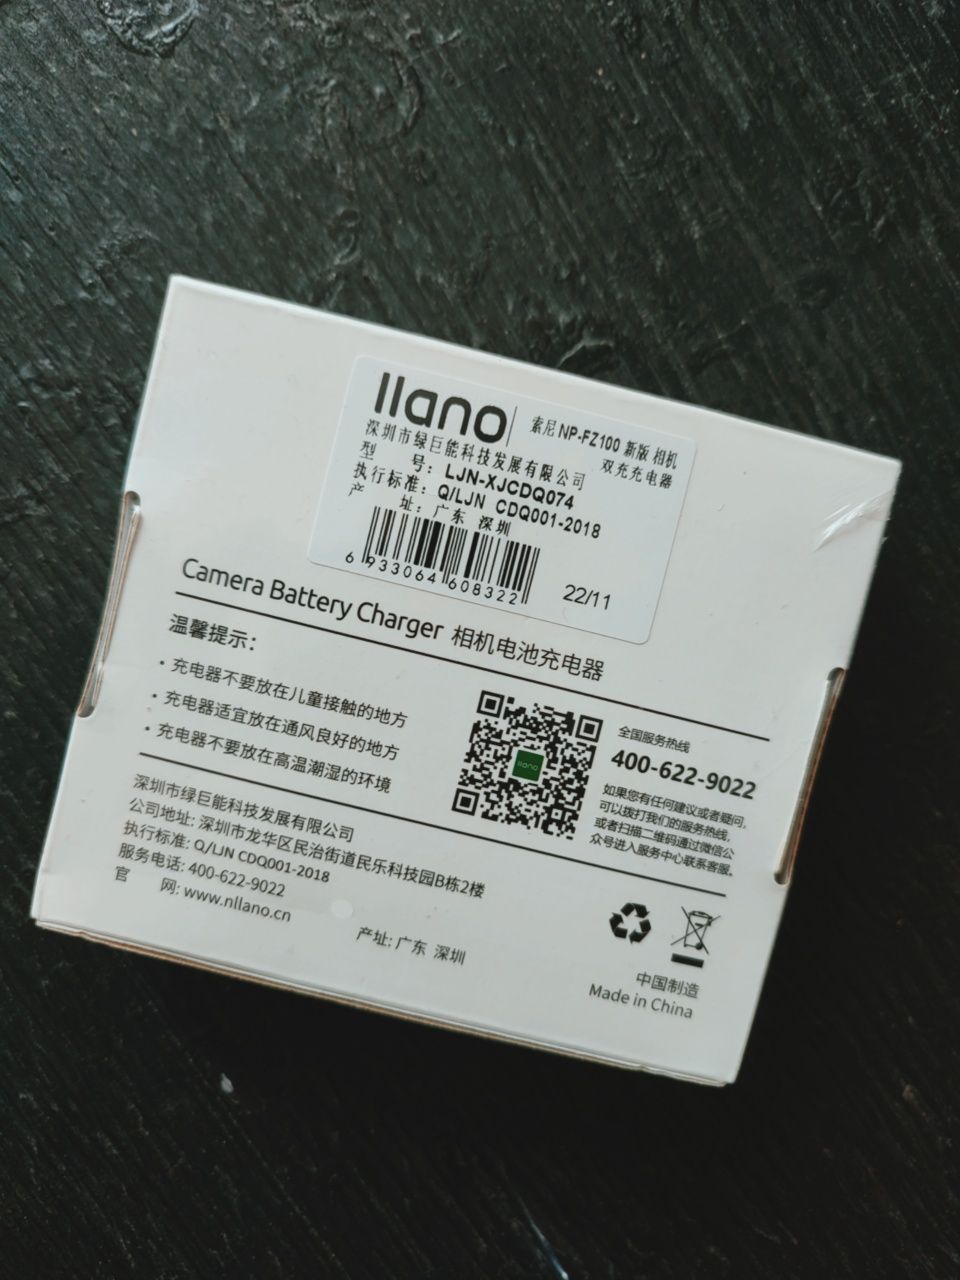 llano
索尼 NP-FZ100 新版 相机
双充充电器
深圳市绿巨能科技发展有限公司
型 号: LJN-XJCDQ074
执行标准: Q/LJN CDQ001-2018
产 址: 广东 深圳
6 933064 608322
22/11
Camera Battery Charger 相机电池充电器
温馨提示:
• 充电器不要放在儿童接触的地方
• 充电器适宜放在通风良好的地方
• 充电器不要放在高温潮湿的环境
llano
全国服务热线
400-622-9022
如果您有任何建议或者疑问,
可以拨打我们的服务热线,
或者扫描二维码通过微信公
众号进入服务中心联系客服。
深圳市绿巨能科技发展有限公司
公司地址: 深圳市龙华区民治街道民乐科技园B栋2楼
执行标准: Q/LJN CDQ001-2018
服务电话: 400-622-9022
官 网: www.nllano.cn
产址: 广东 深圳
中国制造
Made in China